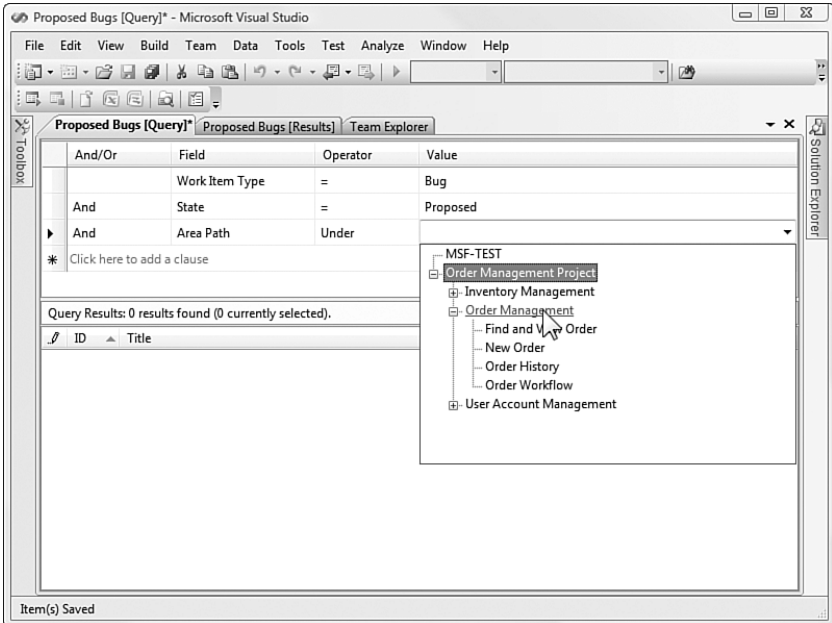 Proposed Bugs [Query]* - Microsoft Visual Studio
File Edit View Build Team Data Tools Test Analyze Window Help
Proposed Bugs [Query]* Proposed Bugs [Results] Team Explorer
Toolbox
Solution Explorer
And/Or Field Operator Value
Work Item Type = Bug
And State = Proposed
And Area Path Under
Click here to add a clause
MSF-TEST
Order Management Project
Inventory Management
Order Management
Find and Order
New Order
Order History
Order Workflow
User Account Management
Query Results: 0 results found (0 currently selected).
ID Title
Item(s) Saved